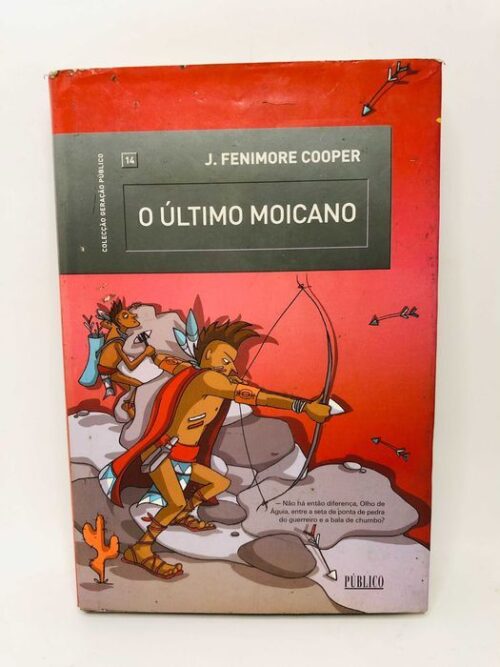 COLECÇÃO GERAÇÃO PÚBLICO
14
J. FENIMORE COOPER
O ÚLTIMO MOICANO
— Não há então diferença, Olho de
Águia, entre a seta de ponta de pedra
do guerreiro e a bala de chumbo?
PÚBLICO